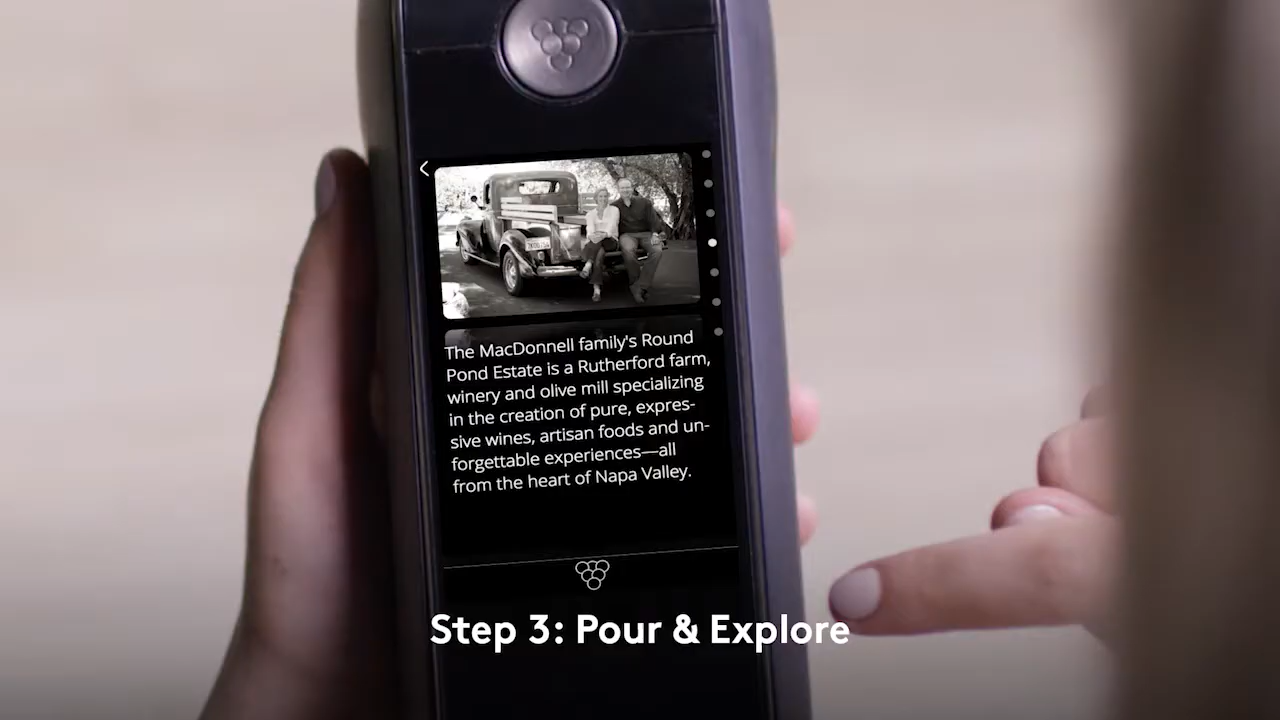 The MacDonnell family's Round
Pond Estate is a Rutherford farm,
winery and olive mill specializing
in the creation of pure, expres-
sive wines, artisan foods and un-
forgettable experiences—all
from the heart of Napa Valley.
Step 3: Pour & Explore